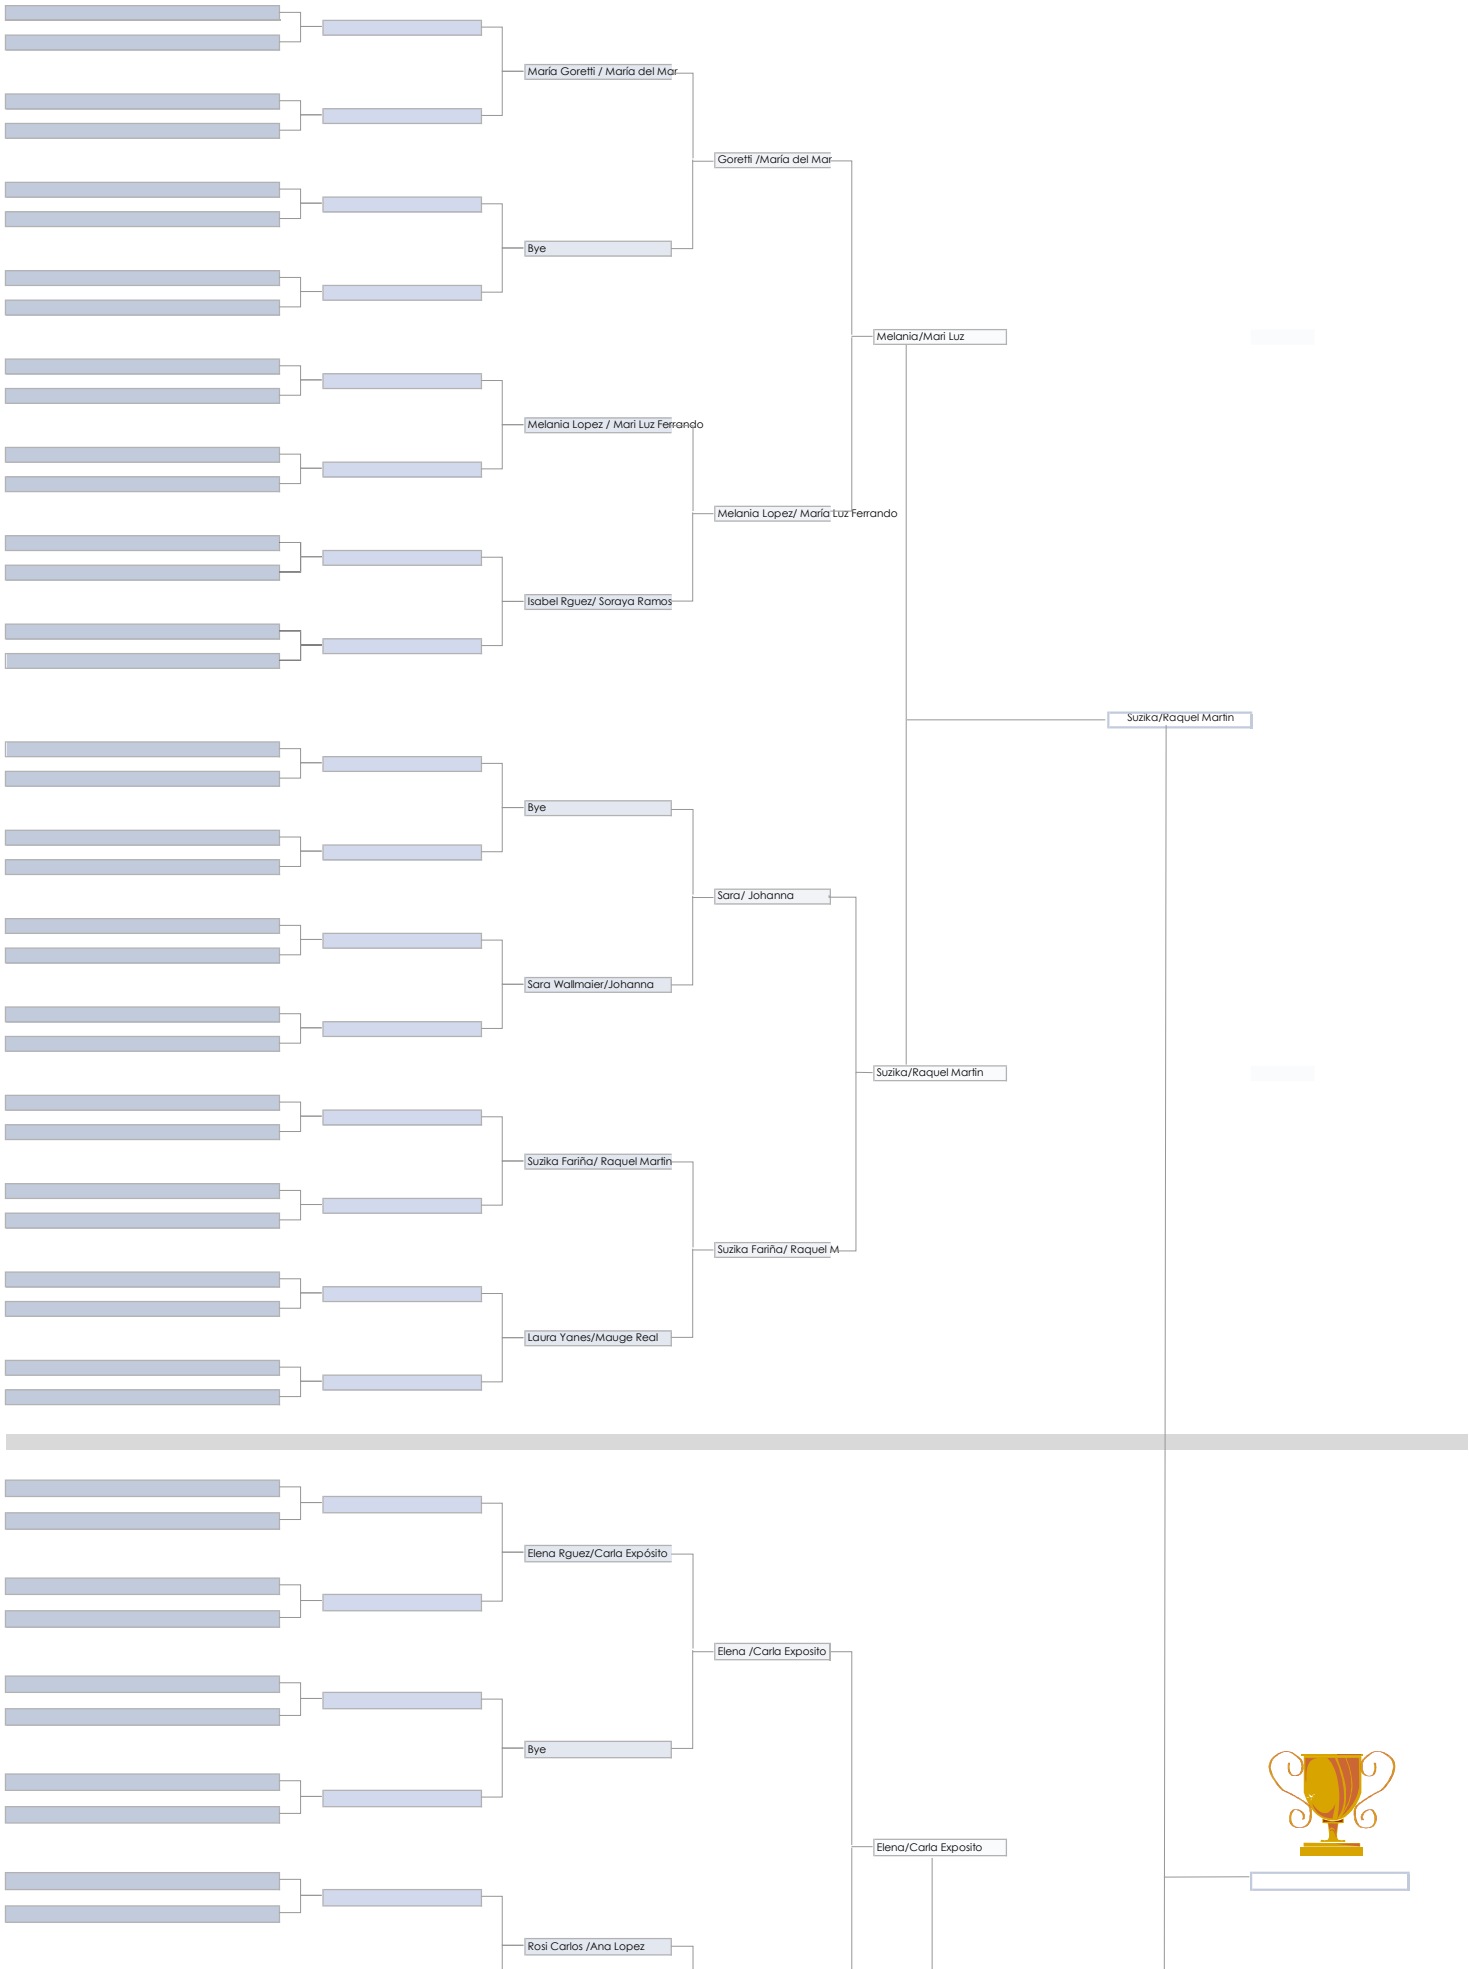 María Goretti / María del Mar
Goretti /María del Mar
Bye
Melania/Mari Luz
Melania Lopez / Mari Luz Ferrando
Melania Lopez/ María Luz Ferrando
Isabel Rguez/ Soraya Ramos
Suzika/Raquel Martin
Bye
Sara/ Johanna
Sara Wallmaier/Johanna
Suzika/Raquel Martin
Suzika Fariña/ Raquel Martin
Suzika Fariña/ Raquel M
Laura Yanes/Mauge Real
Elena Rguez/Carla Expósito
Elena /Carla Exposito
Bye
Elena/Carla Exposito
Rosi Carlos /Ana Lopez